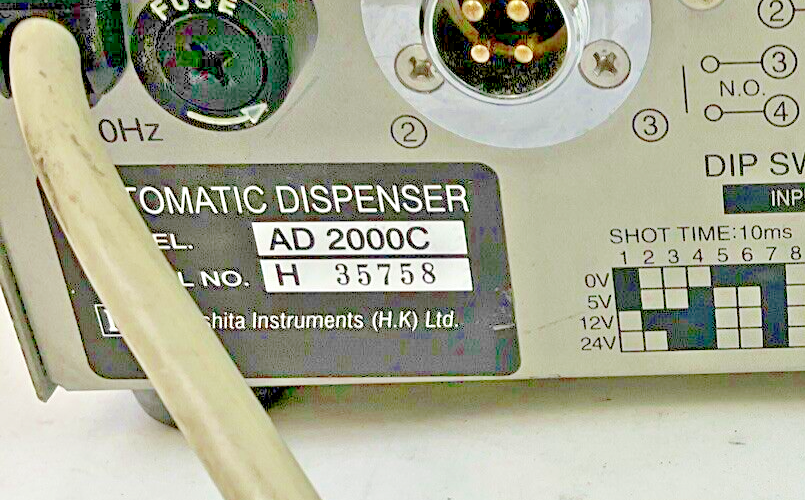 FUSE
②
③
N.O.
④
0Hz
②
③
DIP SW
INP
TOMATIC DISPENSER
EL. AD 2000C
L NO. H 35758
shita Instruments (H.K) Ltd.
SHOT TIME:10ms
1 2 3 4 5 6 7 8
0V
5V
12V
24V